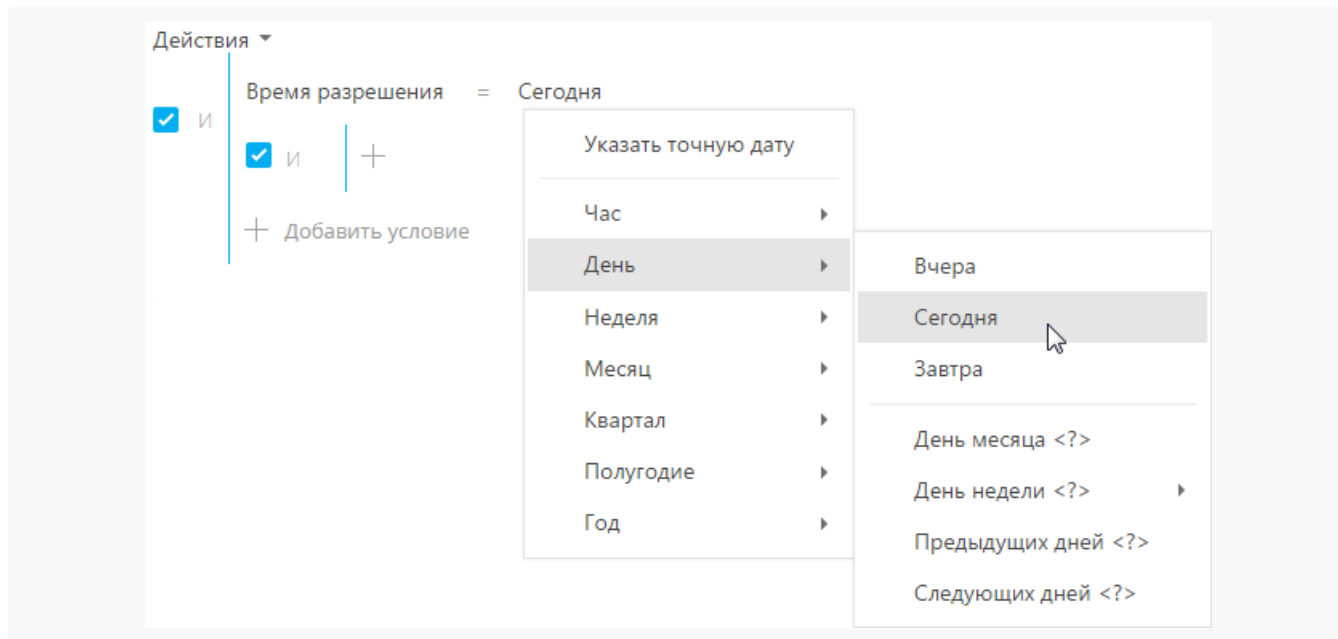 Действия
Время разрешения = Сегодня
И
И
Добавить условие
Указать точную дату
Час
День
Неделя
Месяц
Квартал
Полугодие
Год
Вчера
Сегодня
Завтра
День месяца <?>
День недели <?>
Предыдущих дней <?>
Следующих дней <?>